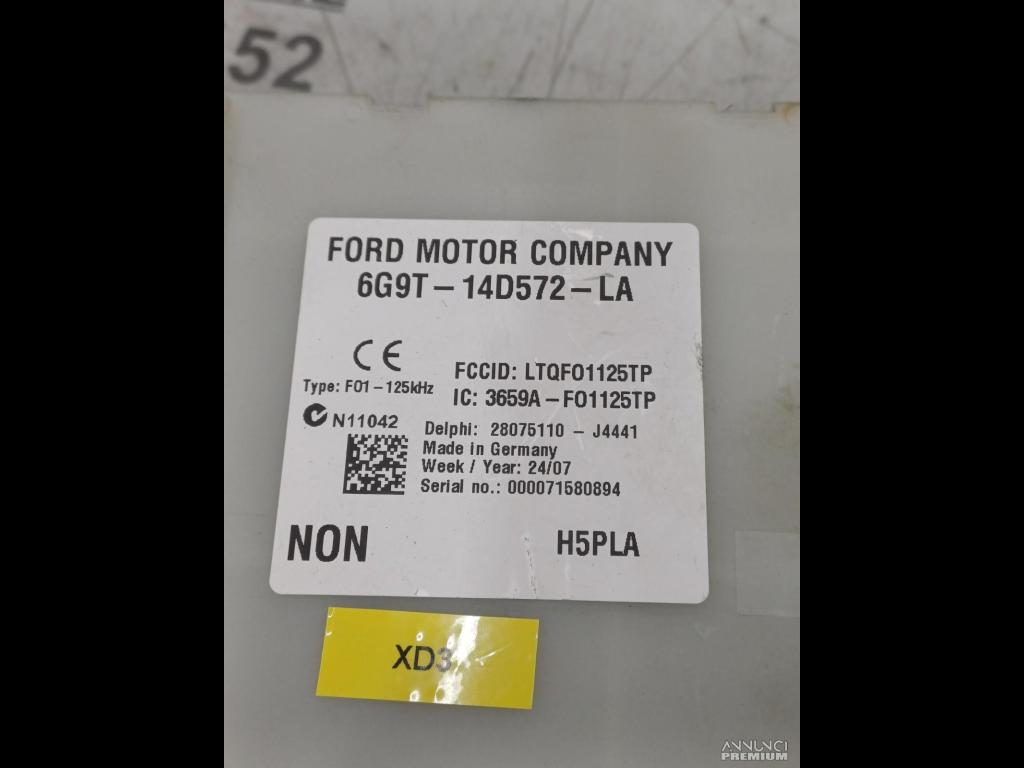 52
FORD MOTOR COMPANY
6G9T-14D572-LA
CE
FCCID: LTQFO1125TP
Type: F01-125kHz
IC: 3659A-FO1125TP
N11042
Delphi: 28075110 - J4441
Made in Germany
Week / Year: 24/07
Serial no.: 000071580894
NON
H5PLA
XD3
ANNUNCI
PREMIUM